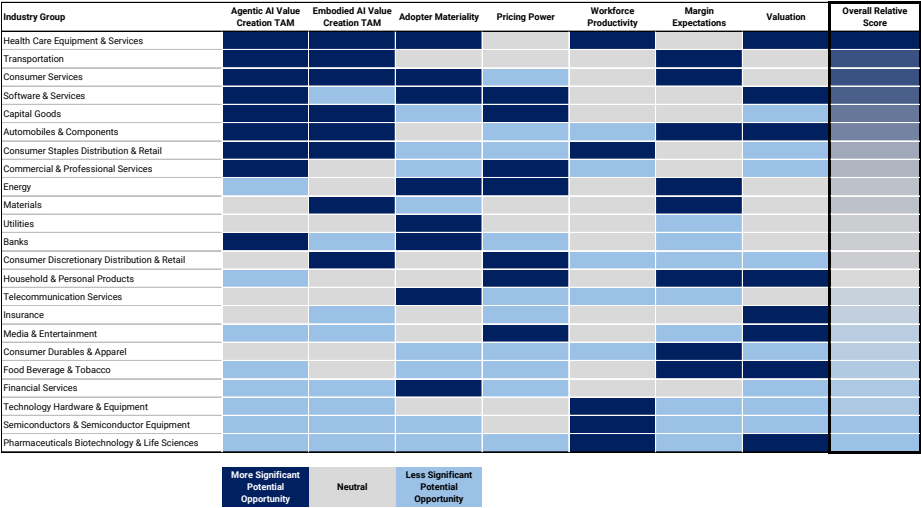 Industry Group
Agentic AI Value
Creation TAM
Embodied AI Value
Creation TAM
Adopter Materiality
Pricing Power
Workforce
Productivity
Margin
Expectations
Valuation
Overall Relative
Score
Health Care Equipment & Services
Transportation
Consumer Services
Software & Services
Capital Goods
Automobiles & Components
Consumer Staples Distribution & Retail
Commercial & Professional Services
Energy
Materials
Utilities
Banks
Consumer Discretionary Distribution & Retail
Household & Personal Products
Telecommunication Services
Insurance
Media & Entertainment
Consumer Durables & Apparel
Food Beverage & Tobacco
Financial Services
Technology Hardware & Equipment
Semiconductors & Semiconductor Equipment
Pharmaceuticals Biotechnology & Life Sciences
More Significant
Potential
Opportunity
Neutral
Less Significant
Potential
Opportunity